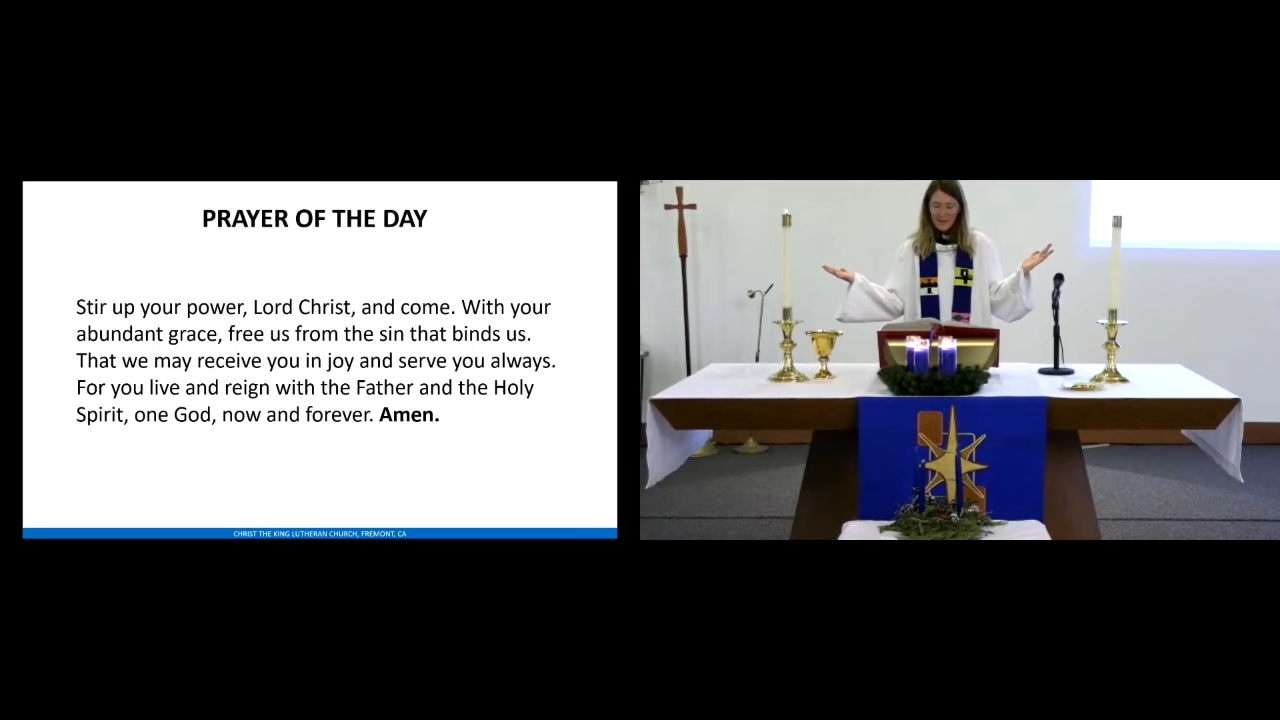 PRAYER OF THE DAY
Stir up your power, Lord Christ, and come. With your
abundant grace, free us from the sin that binds us.
That we may receive you in joy and serve you always.
For you live and reign with the Father and the Holy
Spirit, one God, now and forever. Amen.
CHRIST THE KING LUTHERAN CHURCH, FREMONT, CA